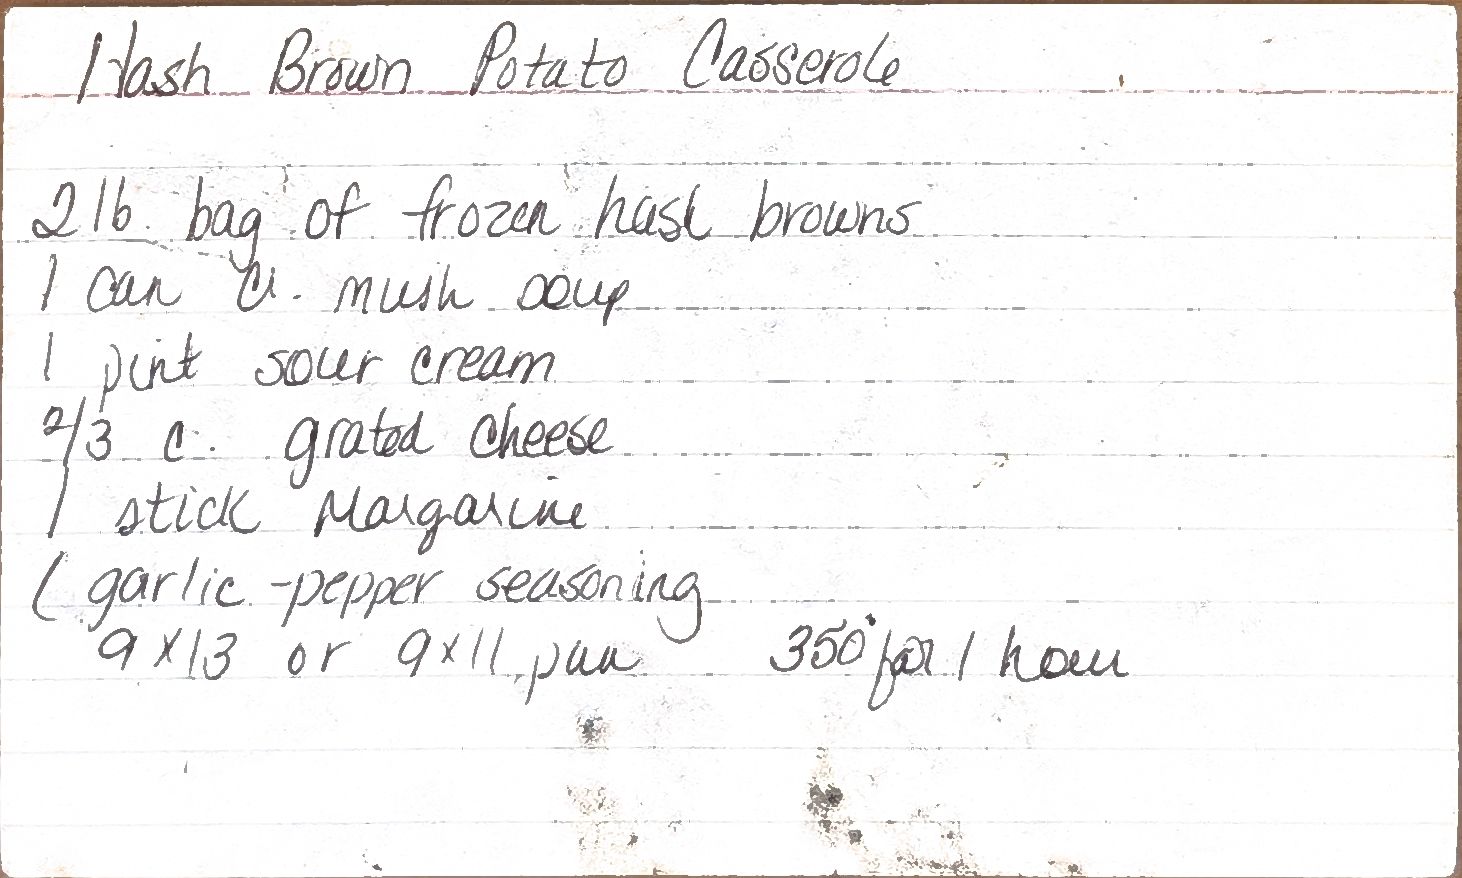 Hash Brown Potato Casserole
2 lb. bag of frozen hash browns
1 can cr. mush soup
1 pint sour cream
2/3 c. grated cheese
1 stick Margarine
( garlic-pepper seasoning
9x13 or 9x11 pan 350° for 1 hour